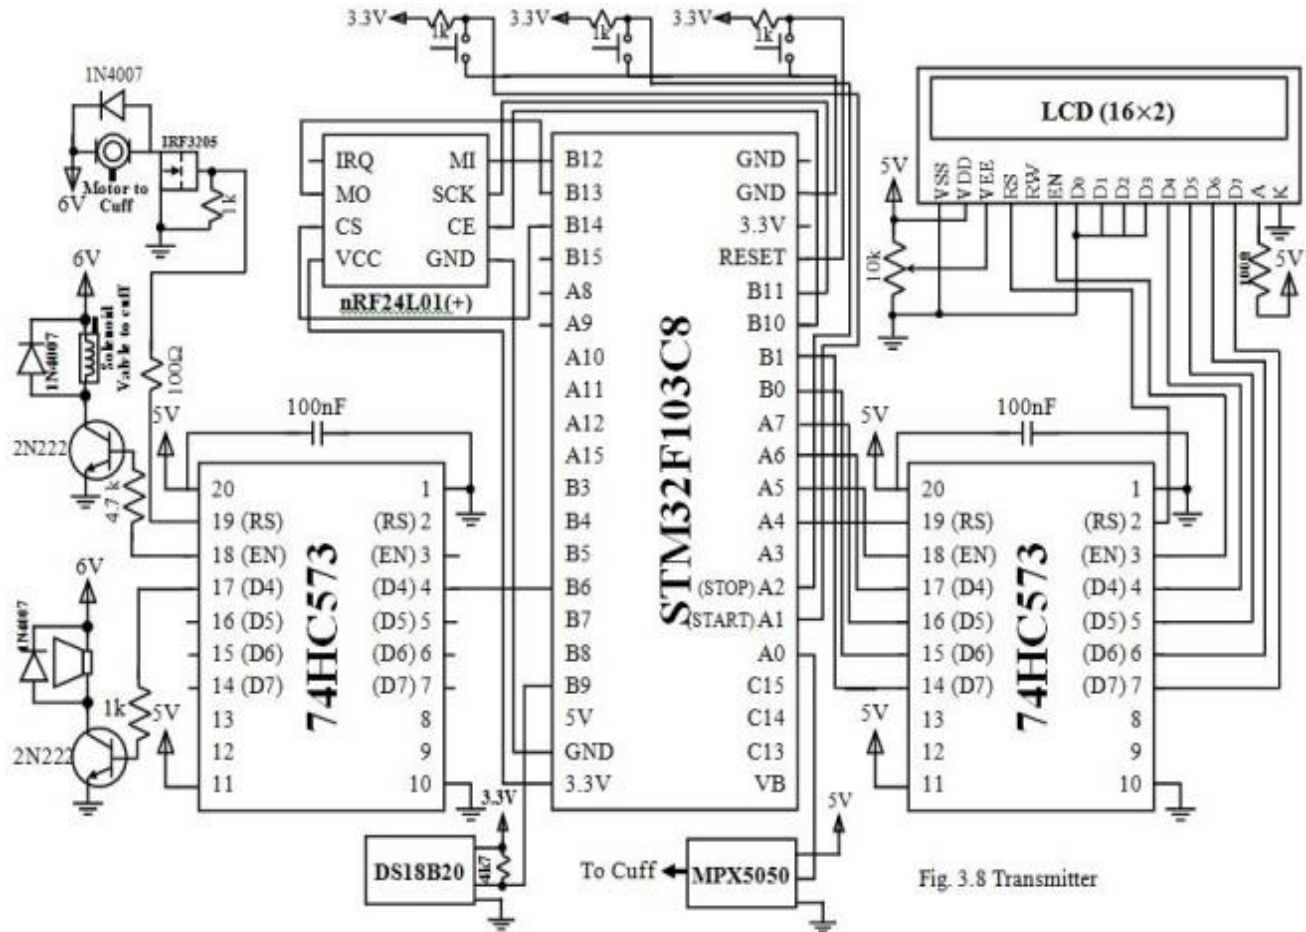 3.3V
1k
3.3V
1k
3.3V
1k
1N4007
IRF3205
Motor to
Cuff
6V
1k
6V
1N4007
Solenoid
Vable to cuff
100Ω
2N222
4.7 k
6V
1N4007
1k
2N222
IRQ
MO
CS
VCC
MI
SCK
CE
GND
nRF24L01(+)
STM32F103C8
B12
B13
B14
B15
A8
A9
A10
A11
A12
A15
B3
B4
B5
B6
B7
B8
B9
5V
GND
3.3V
GND
GND
3.3V
RESET
B11
B10
B1
B0
A7
A6
A5
A4
A3
(STOP) A2
(START) A1
A0
C15
C14
C13
VB
LCD (16×2)
VSS
VDD
VEE
RS
RW
EN
D0
D1
D2
D3
D4
D5
D6
D7
A
K
5V
10k
5V
5V
100nF
74HC573
20
19 (RS)
18 (EN)
17 (D4)
16 (D5)
15 (D6)
14 (D7)
13
12
11
1
(RS) 2
(EN) 3
(D4) 4
(D5) 5
(D6) 6
(D7) 7
8
9
10
5V
5V
100nF
74HC573
20
19 (RS)
18 (EN)
17 (D4)
16 (D5)
15 (D6)
14 (D7)
13
12
11
1
(RS) 2
(EN) 3
(D4) 4
(D5) 5
(D6) 6
(D7) 7
8
9
10
5V
DS18B20
3.3V
4k7
To Cuff
MPX5050
5V
Fig. 3.8 Transmitter